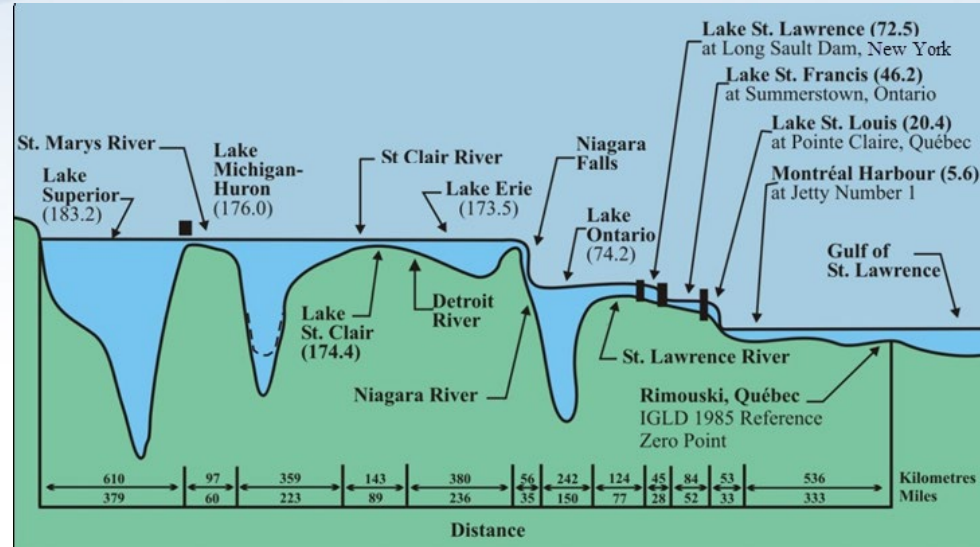 Lake St. Lawrence (72.5)
at Long Sault Dam, New York
Lake St. Francis (46.2)
at Summerstown, Ontario
Lake St. Louis (20.4)
at Pointe Claire, Québec
Montréal Harbour (5.6)
at Jetty Number 1
Gulf of
St. Lawrence
St. Marys River
Lake
Superior
(183.2)
Lake
Michigan-
Huron
(176.0)
St Clair River
Lake Erie
(173.5)
Niagara
Falls
Lake
Ontario
(74.2)
Lake
St. Clair
(174.4)
Detroit
River
Niagara River
St. Lawrence River
Rimouski, Québec
IGLD 1985 Reference
Zero Point
610 97 359 143 380 56 242 124 45 84 53 536 Kilometres
379 60 223 89 236 35 150 77 28 52 33 333 Miles
Distance